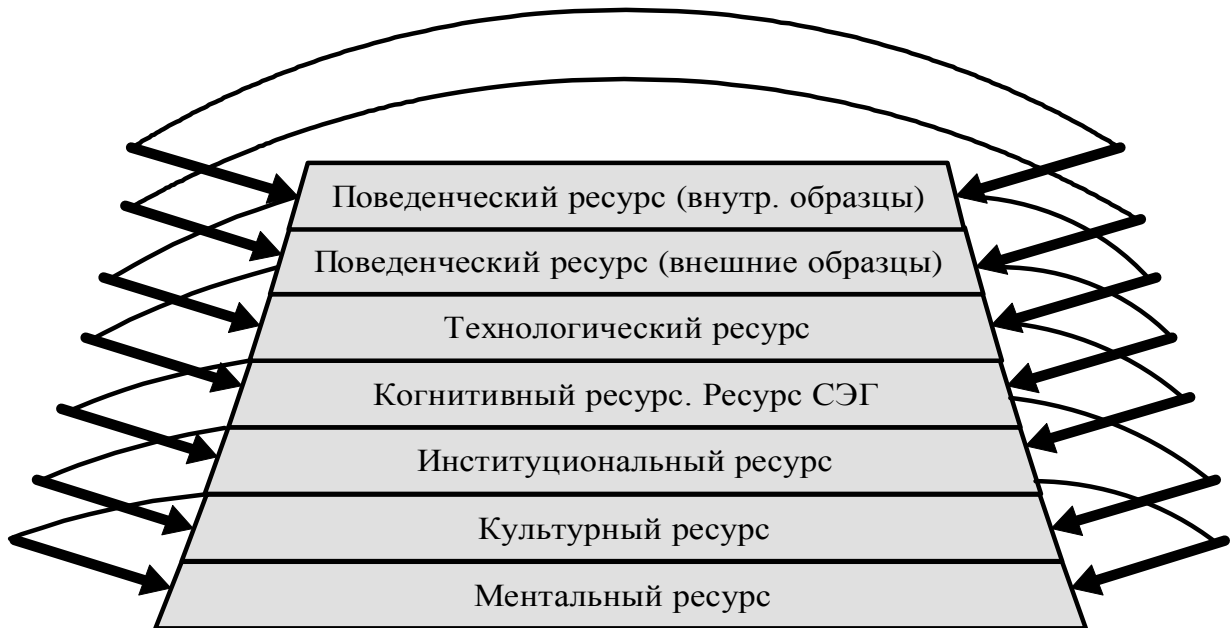 Поведенческий ресурс (внутр. образцы)
Поведенческий ресурс (внешние образцы)
Технологический ресурс
Когнитивный ресурс. Ресурс СЭГ
Институциональный ресурс
Культурный ресурс
Ментальный ресурс